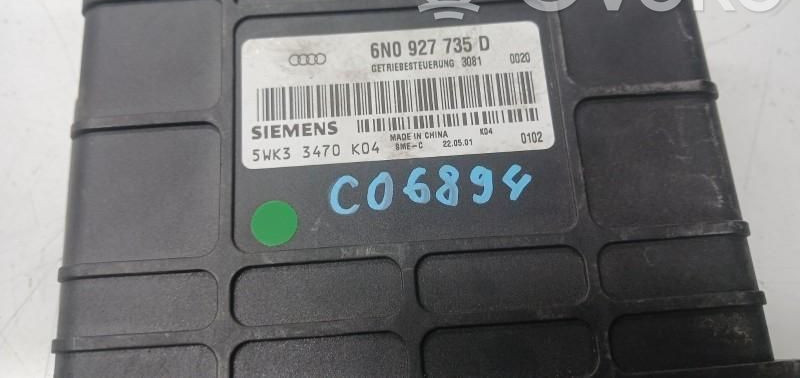 6N0 927 735 D
GETRIEBESTEUERUNG 3081 0020
SIEMENS
MADE IN CHINA K04
5WK3 3470 K04 SME-C 22.05.01 0102
C06894